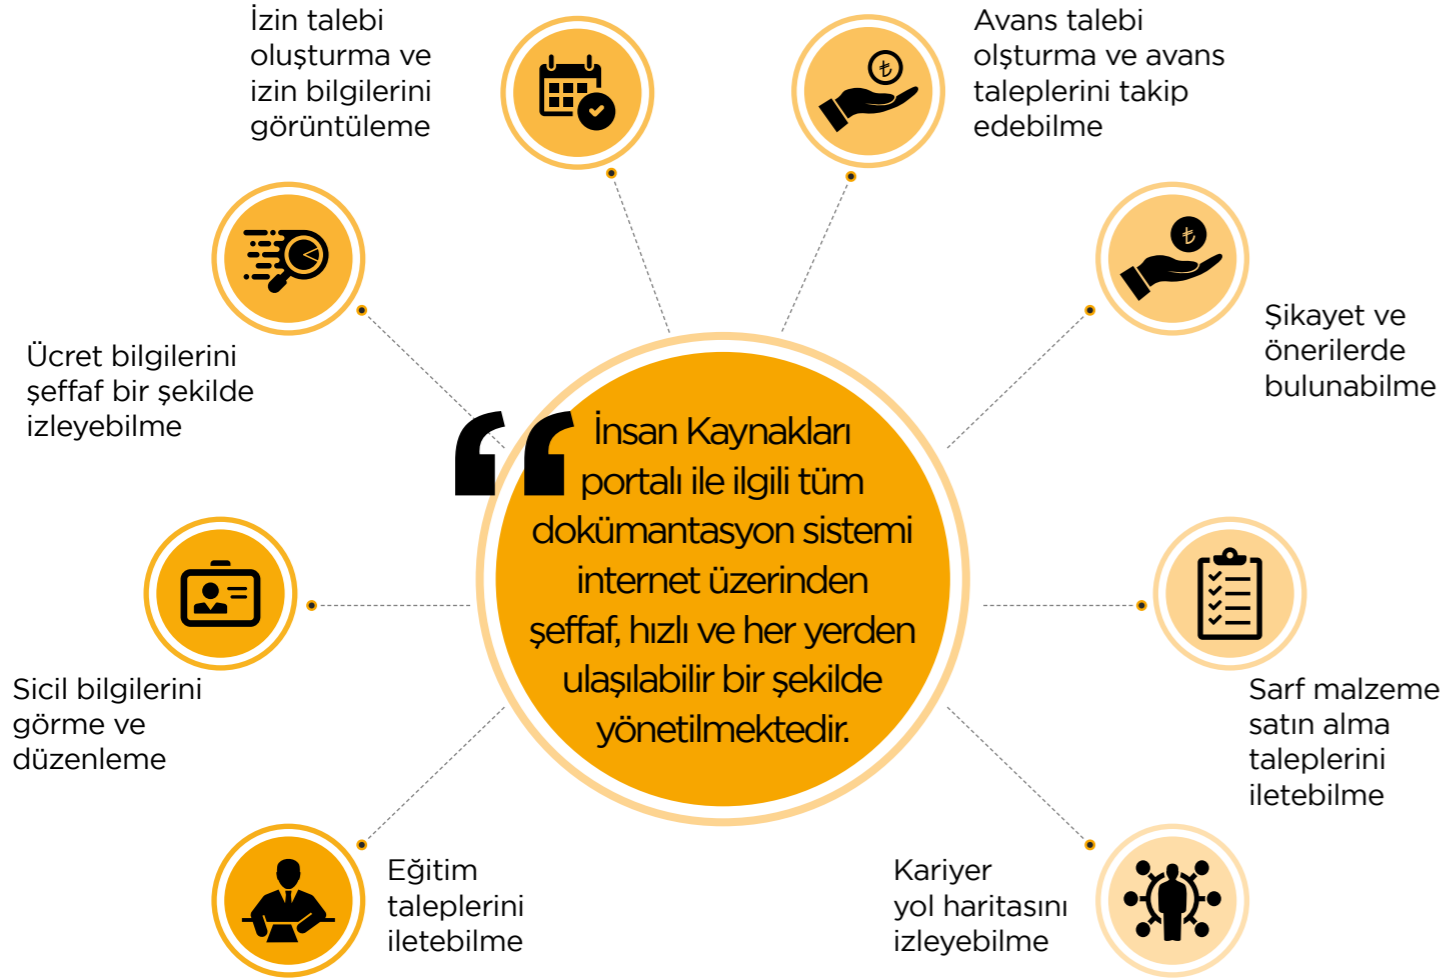 İzin talebi
oluşturma ve
izin bilgilerini
görüntüleme
Avans talebi
olşturma ve avans
taleplerini takip
edebilme
Ücret bilgilerini
şeffaf bir şekilde
izleyebilme
Şikayet ve
önerilerde
bulunabilme
“ İnsan Kaynakları
portalı ile ilgili tüm
dokümantasyon sistemi
internet üzerinden
şeffaf, hızlı ve her yerden
ulaşılabilir bir şekilde
yönetilmektedir.
Sicil bilgilerini
görme ve
düzenleme
Sarf malzeme
satın alma
taleplerini
iletebilme
Eğitim
taleplerini
iletebilme
Kariyer
yol haritasını
izleyebilme